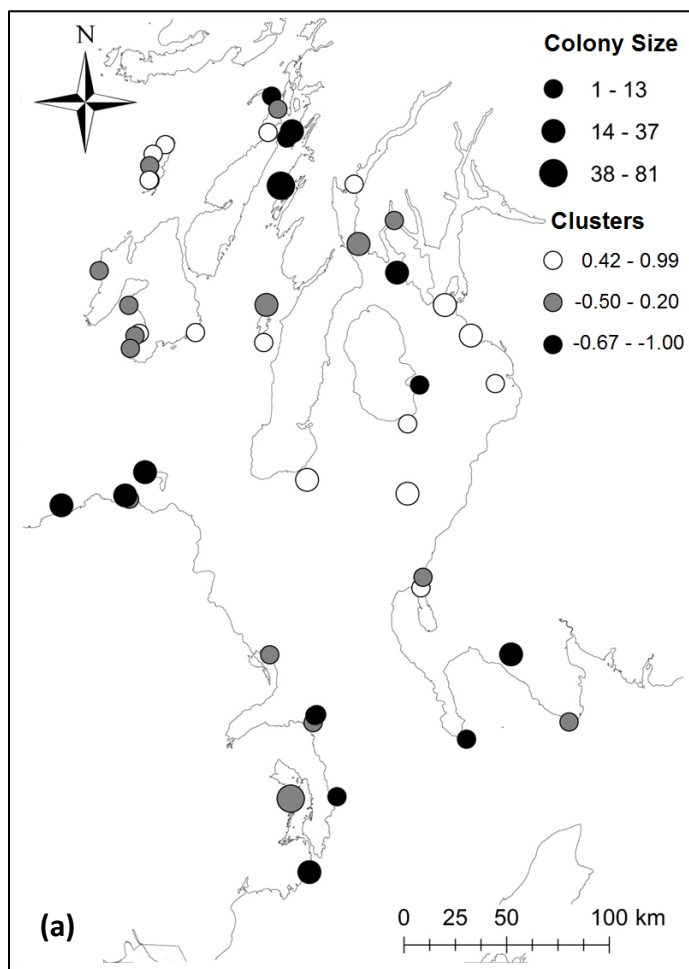 N
Colony Size
1 - 13
14 - 37
38 - 81
Clusters
0.42 - 0.99
-0.50 - 0.20
-0.67 - -1.00
(a)
0 25 50 100 km